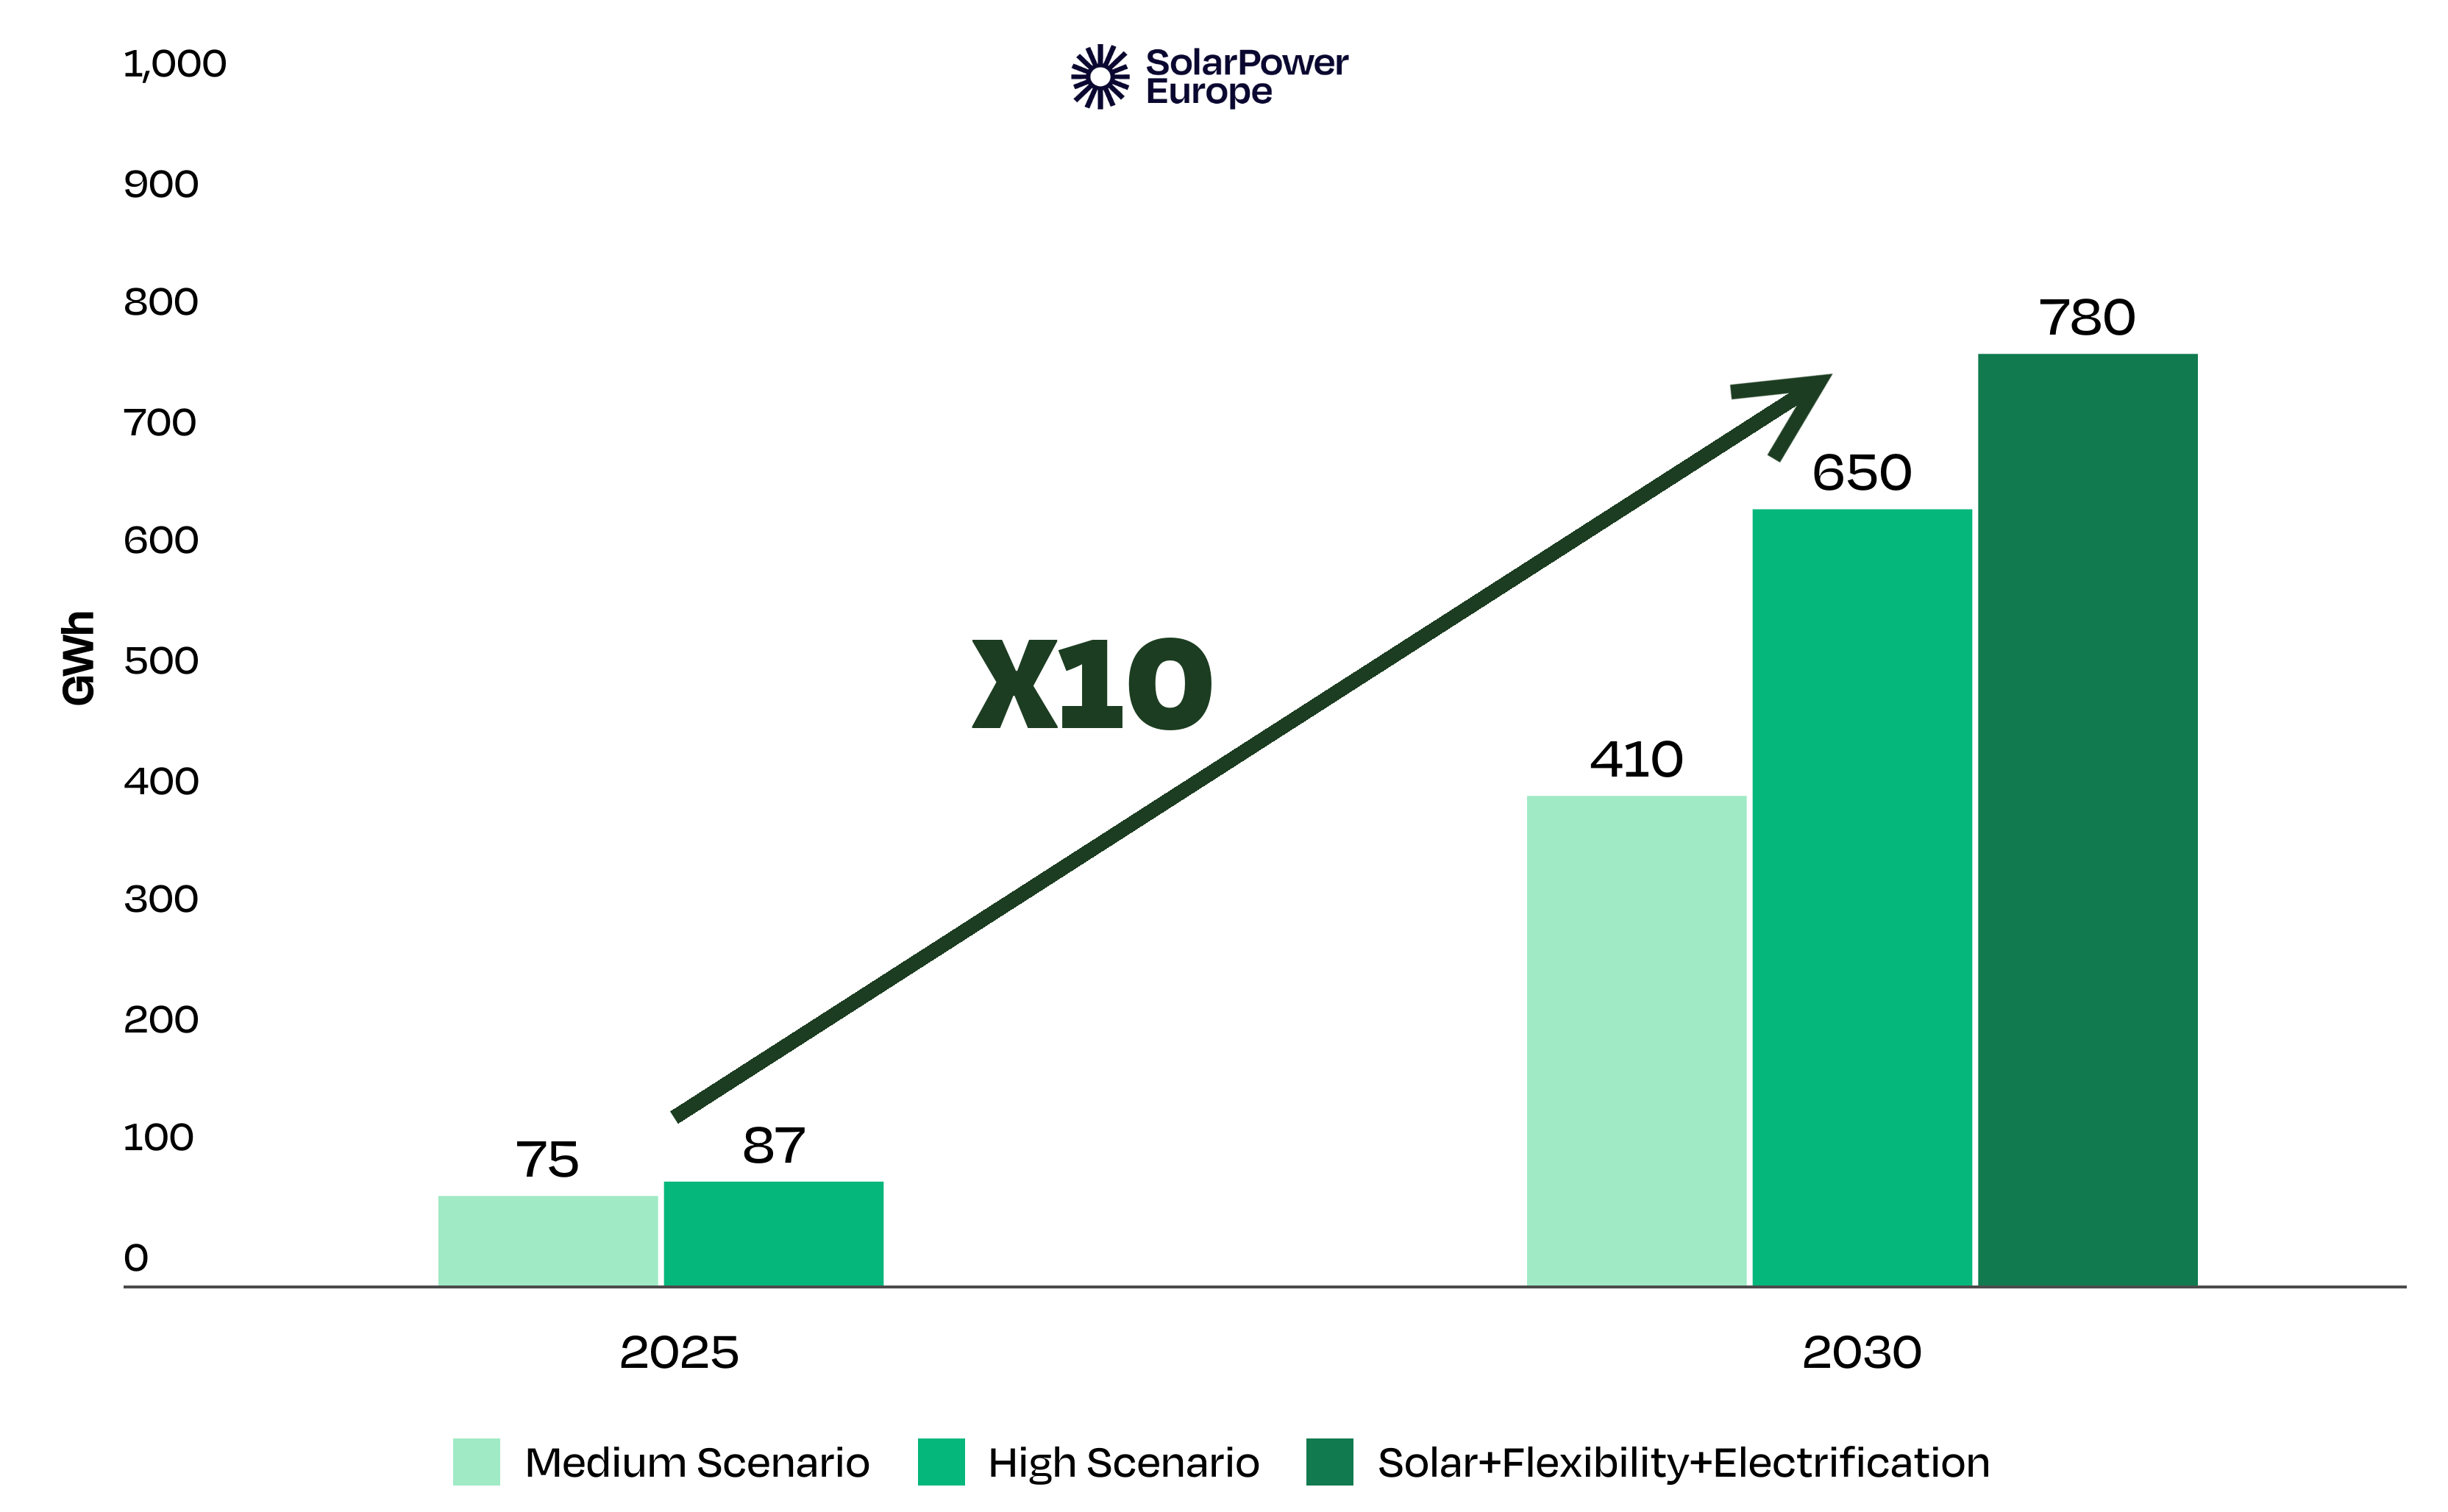 SolarPower
Europe
1,000
900
800
700
600
500
400
300
200
100
0
GWh
X10
75
87
410
650
780
2025
2030
Medium Scenario
High Scenario
Solar+Flexibility+Electrification